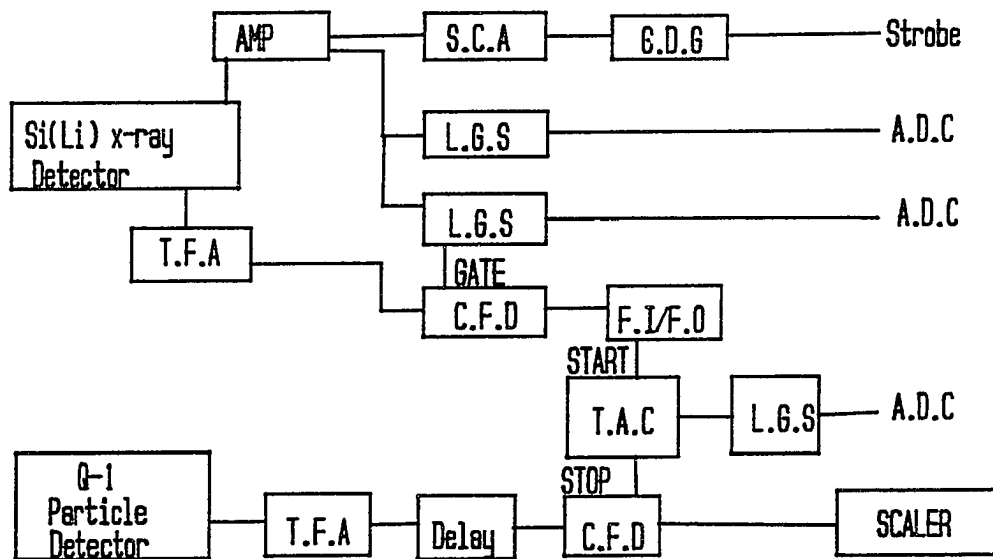 AMP
S.C.A
G.D.G
Strobe
Si(Li) x-ray
Detector
L.G.S
A.D.C
L.G.S
A.D.C
T.F.A
GATE
C.F.D
F.I/F.O
START
T.A.C
L.G.S
A.D.C
Q-1
Particle
Detector
T.F.A
Delay
STOP
C.F.D
SCALER